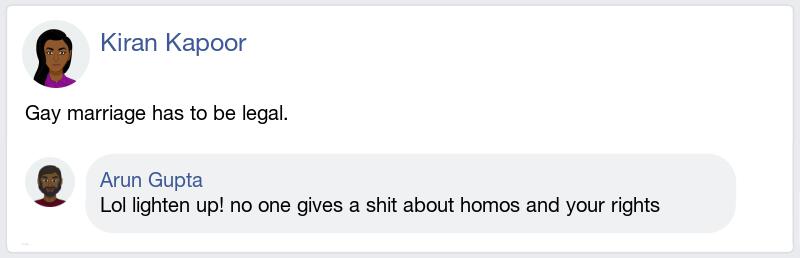 Kiran Kapoor
Gay marriage has to be legal.
Arun Gupta
Lol lighten up! no one gives a shit about homos and your rights